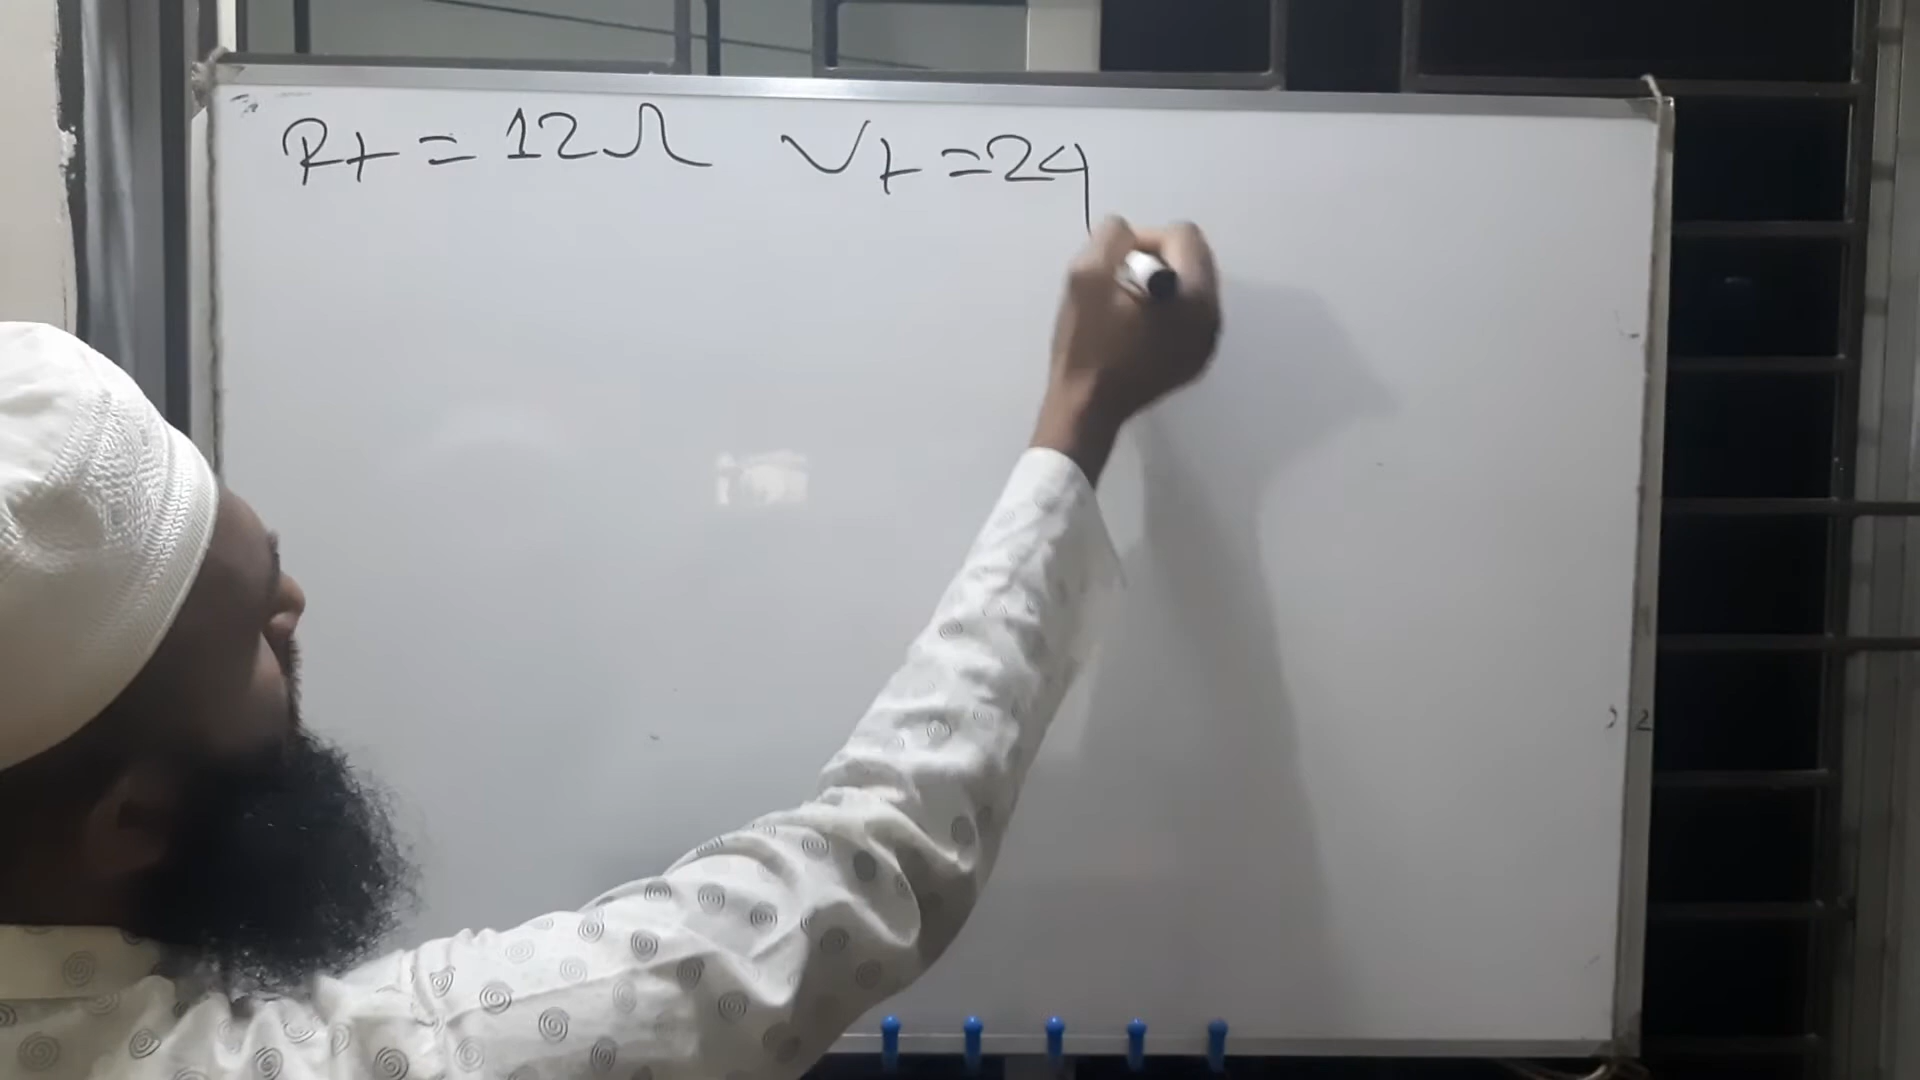 Rt = 12Ω Vt = 24